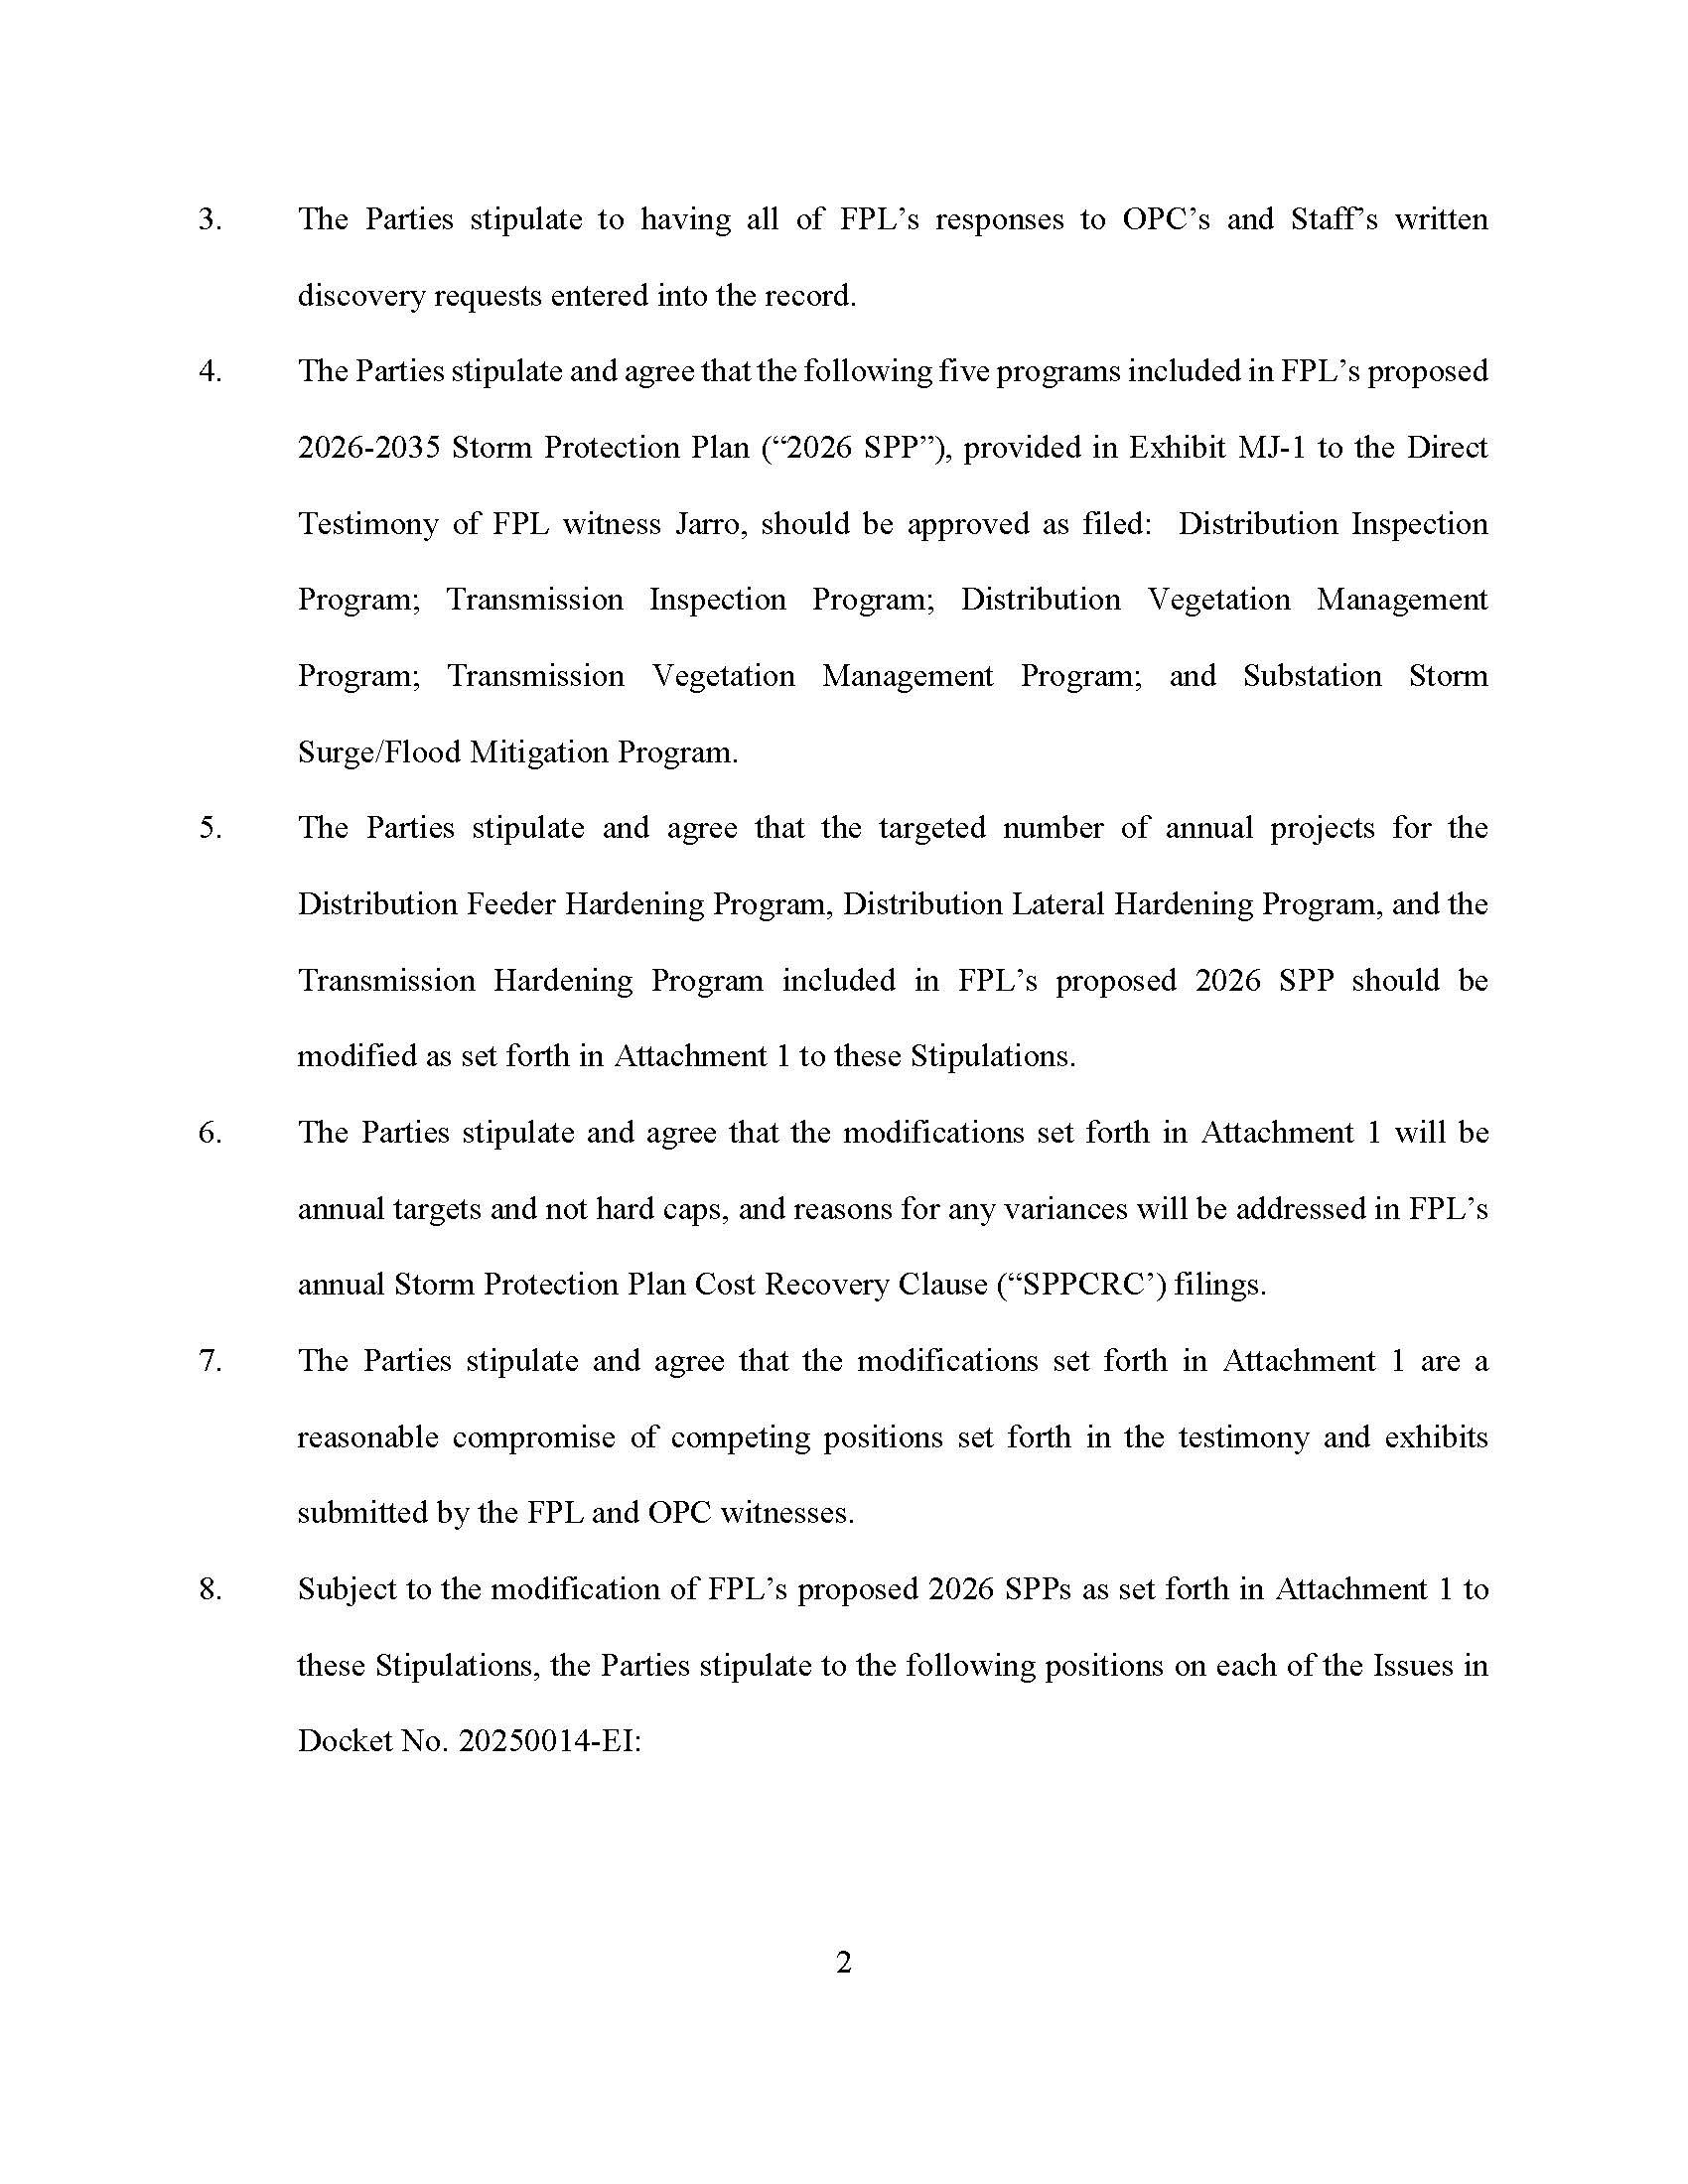 3. The Parties stipulate to having all of FPL’s responses to OPC’s and Staff’s written
discovery requests entered into the record.
4. The Parties stipulate and agree that the following five programs included in FPL’s proposed
2026-2035 Storm Protection Plan (“2026 SPP”), provided in Exhibit MJ-1 to the Direct
Testimony of FPL witness Jarro, should be approved as filed: Distribution Inspection
Program; Transmission Inspection Program; Distribution Vegetation Management
Program; Transmission Vegetation Management Program; and Substation Storm
Surge/Flood Mitigation Program.
5. The Parties stipulate and agree that the targeted number of annual projects for the
Distribution Feeder Hardening Program, Distribution Lateral Hardening Program, and the
Transmission Hardening Program included in FPL’s proposed 2026 SPP should be
modified as set forth in Attachment 1 to these Stipulations.
6. The Parties stipulate and agree that the modifications set forth in Attachment 1 will be
annual targets and not hard caps, and reasons for any variances will be addressed in FPL’s
annual Storm Protection Plan Cost Recovery Clause (“SPPCRC’) filings.
7. The Parties stipulate and agree that the modifications set forth in Attachment 1 are a
reasonable compromise of competing positions set forth in the testimony and exhibits
submitted by the FPL and OPC witnesses.
8. Subject to the modification of FPL’s proposed 2026 SPPs as set forth in Attachment 1 to
these Stipulations, the Parties stipulate to the following positions on each of the Issues in
Docket No. 20250014-EI:
2